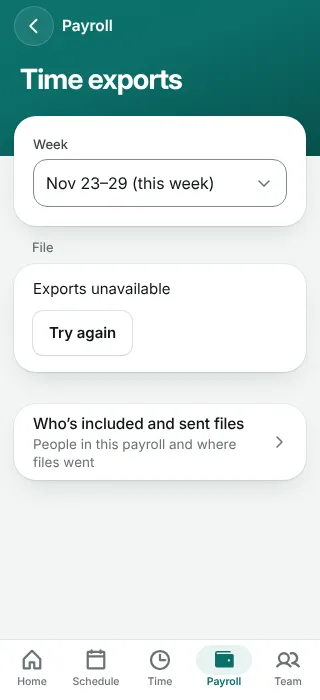 Payroll
Time exports
Week
Nov 23–29 (this week)
File
Exports unavailable
Try again
Who’s included and sent files
People in this payroll and where
files went
Home
Schedule
Time
Payroll
Team